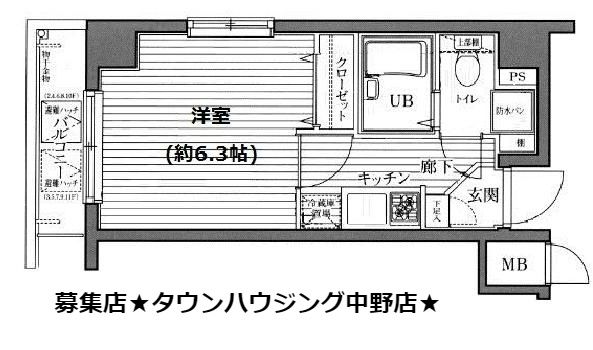 物干金物
(2.4.6.8.10F)
避難ハッチ
バルコニー
避難ハッチ
(3.5.7.9.11F)
洋室
(約6.3帖)
クローゼット
UB
上部棚
トイレ
PS
防水パン
棚
廊下
キッチン
玄関
冷蔵庫
置場
下足入
MB
募集店★タウンハウジング中野店★